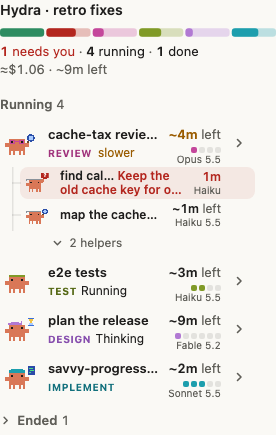 Hydra · retro fixes
1 needs you · 4 running · 1 done
≈$1.06 · ~9m left
Running 4
cache-tax revie... ~4m left
REVIEW slower Opus 5.5
find cal... Keep the 1m
old cache key for o... Haiku
map the cache... ~1m left
Haiku 5.5
2 helpers
e2e tests ~3m left
TEST Running Haiku 5.5
plan the release ~9m left
DESIGN Thinking Fable 5.2
savvy-progress... ~2m left
IMPLEMENT Sonnet 5.5
Ended 1